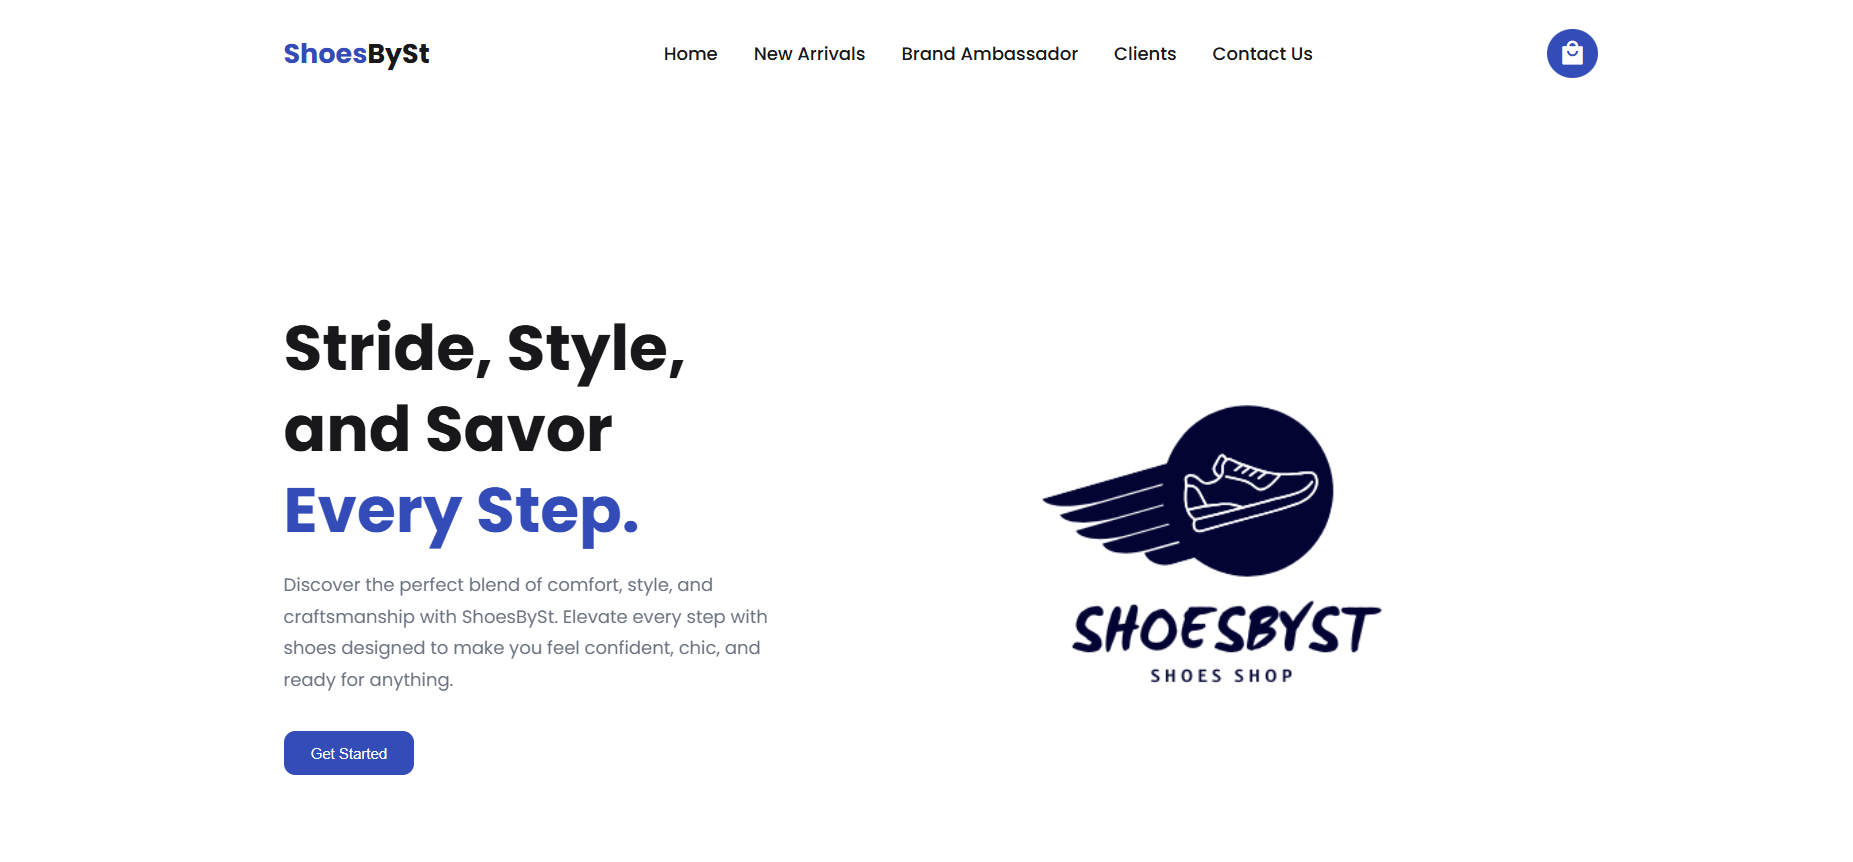 ShoesBySt
Home
New Arrivals
Brand Ambassador
Clients
Contact Us
Stride, Style,
and Savor
Every Step.
Discover the perfect blend of comfort, style, and
craftsmanship with ShoesBySt. Elevate every step with
shoes designed to make you feel confident, chic, and
ready for anything.
Get Started
SHOESBYST
SHOES SHOP